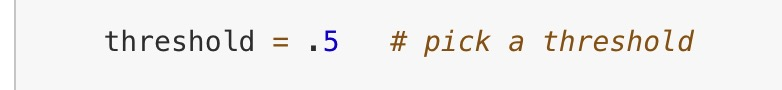 threshold = .5   # pick a threshold